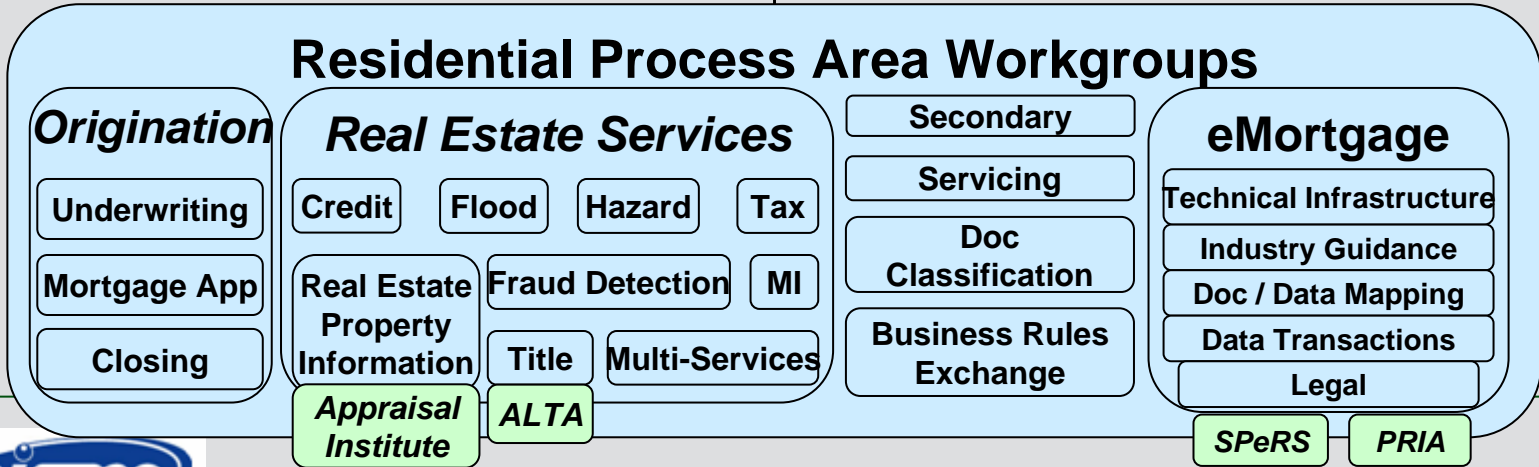 Residential Process Area Workgroups
Origination
Underwriting
Mortgage App
Closing
Real Estate Services
Credit
Flood
Hazard
Tax
Real Estate
Property
Information
Fraud Detection
MI
Title
Multi-Services
Appraisal
Institute
ALTA
Secondary
Servicing
Doc
Classification
Business Rules
Exchange
eMortgage
Technical Infrastructure
Industry Guidance
Doc / Data Mapping
Data Transactions
Legal
SPeRS
PRIA